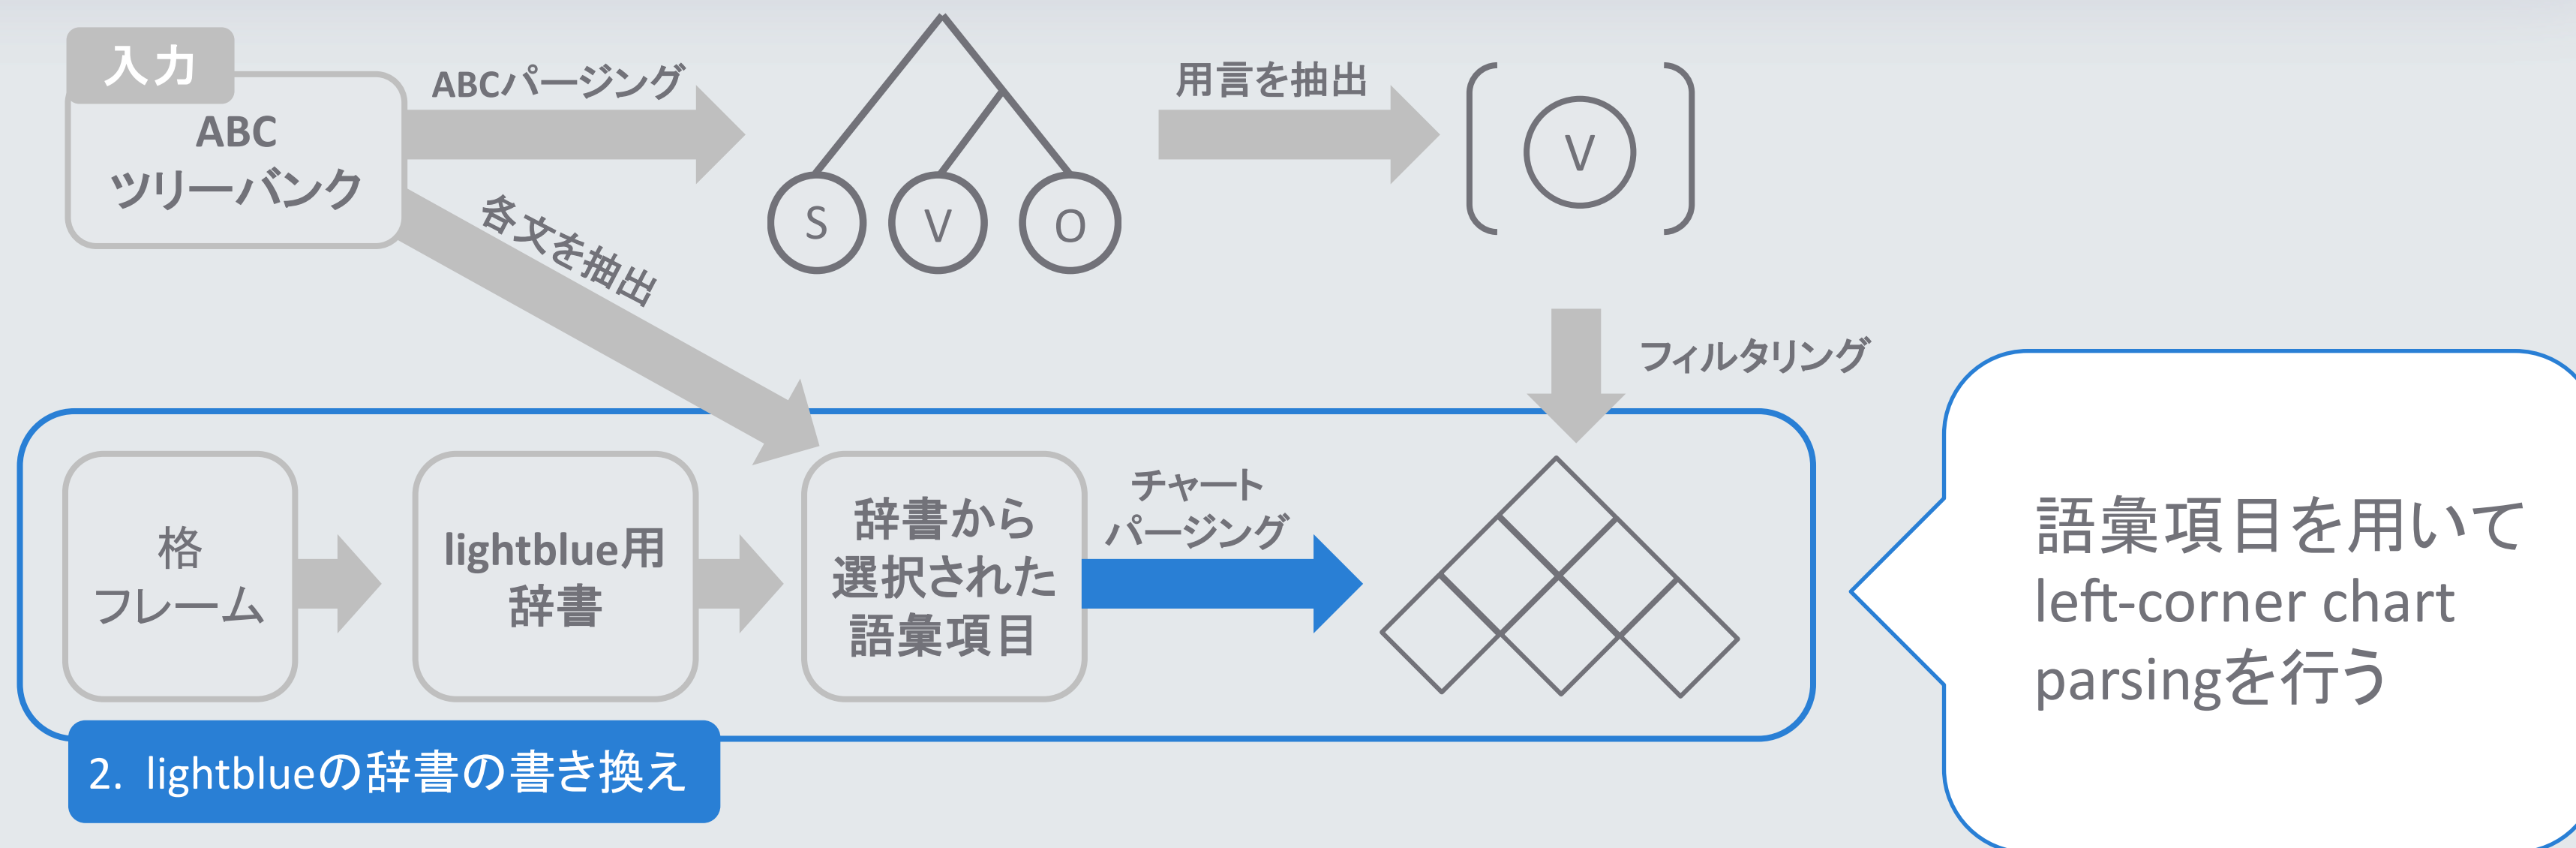 入力
ABC
ツリーバンク
ABCパージング
各文を抽出
S
V
O
用言を抽出
V
フィルタリング
格
フレーム
lightblue用
辞書
辞書から
選択された
語彙項目
チャート
パージング
2. lightblueの辞書の書き換え
語彙項目を用いて
left-corner chart
parsingを行う